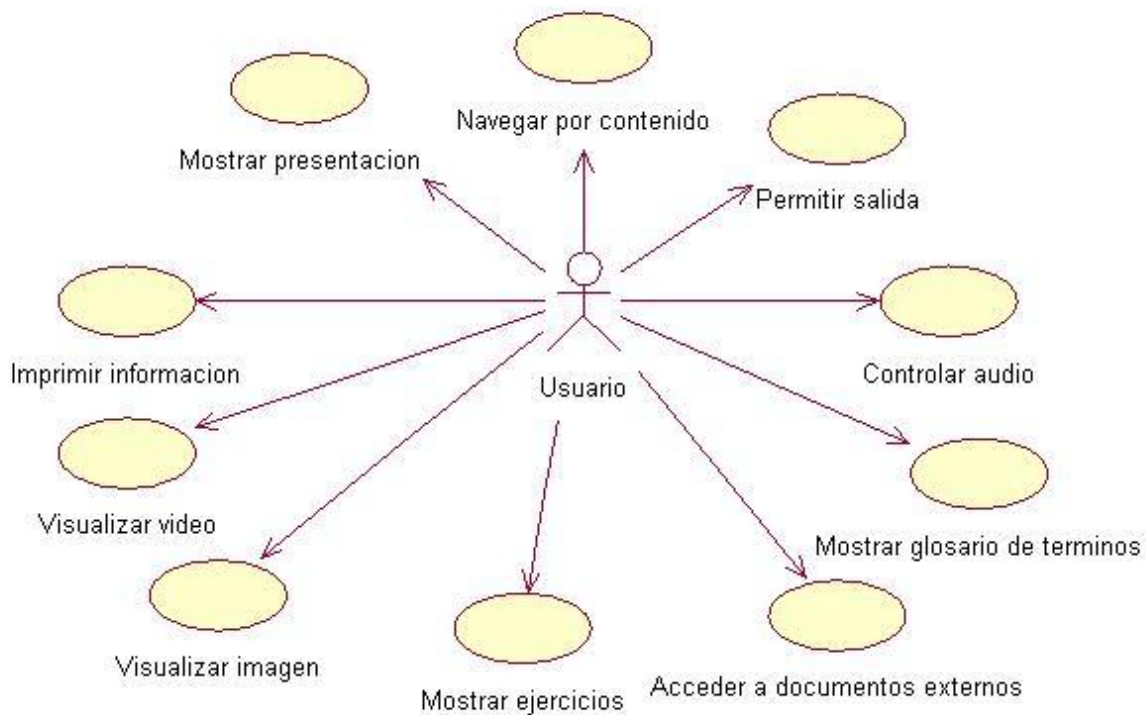 Navegar por contenido
Mostrar presentacion
Permitir salida
Imprimir informacion
Usuario
Controlar audio
Visualizar video
Mostrar glosario de terminos
Visualizar imagen
Mostrar ejercicios
Acceder a documentos externos